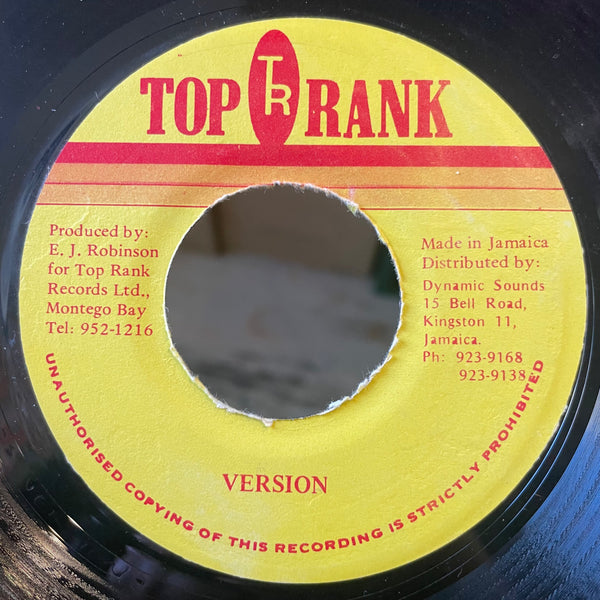 TOP TR RANK
Produced by:
E. J. Robinson
for Top Rank
Records Ltd.,
Montego Bay
Tel: 952-1216
Made in Jamaica
Distributed by:
Dynamic Sounds
15 Bell Road,
Kingston 11,
Jamaica.
Ph: 923-9168
923-9138
VERSION
UNAUTHORISED COPYING OF THIS RECORDING IS STRICTLY PROHIBITED